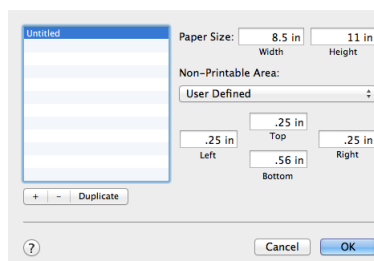 Untitled
Paper Size: 8.5 in 11 in
Width Height
Non-Printable Area:
User Defined
.25 in
Top
.25 in .25 in
Left Right
.56 in
Bottom
+ - Duplicate
? Cancel OK